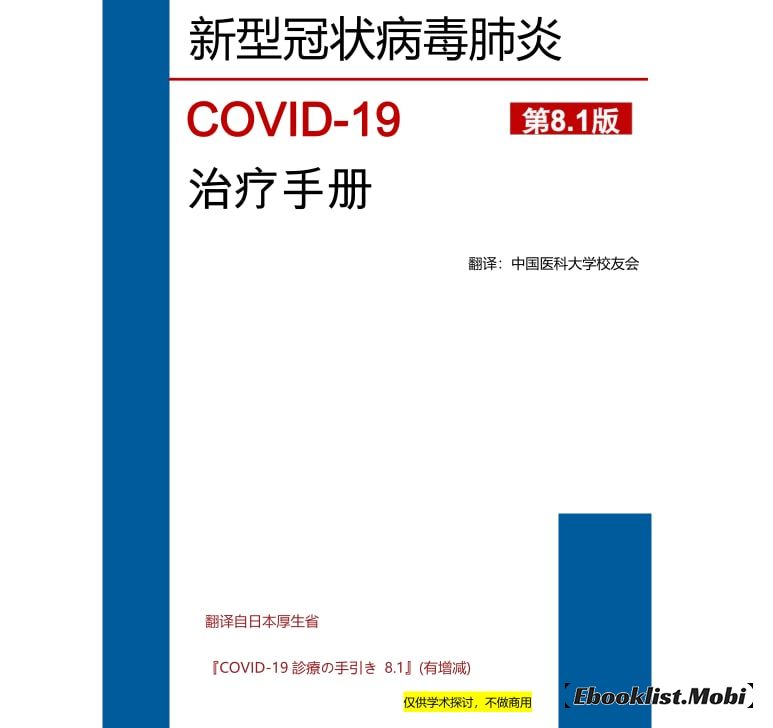 新型冠状病毒肺炎
COVID-19 第8.1版
治疗手册
翻译：中国医科大学校友会
翻译自日本厚生省
『COVID-19 診療の手引き 8.1』(有增减)
仅供学术探讨，不做商用
Ebooklist.Mobi